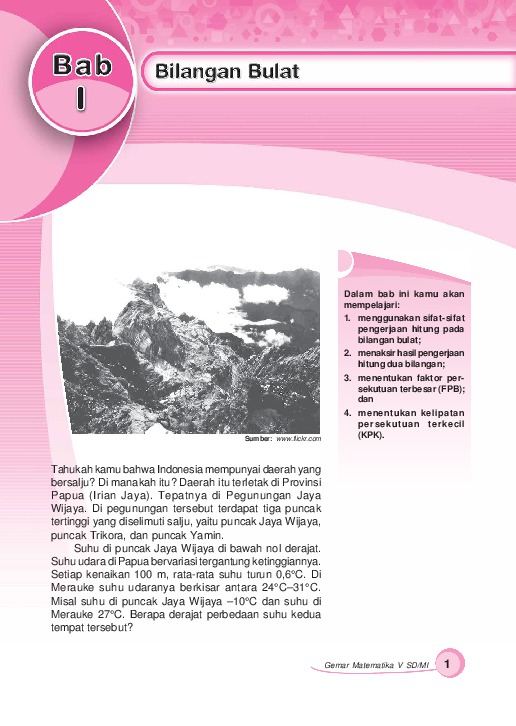 Bab
1
Bilangan Bulat
Dalam bab ini kamu akan
mempelajari:
1. menggunakan sifat-sifat
pengerjaan hitung pada
bilangan bulat;
2. menaksir hasil pengerjaan
hitung dua bilangan;
3. menentukan faktor per-
sekutuan terbesar (FPB);
dan
4. menentukan kelipatan
persekutuan terkecil
(KPK).
Sumber: www.flickr.com
Tahukah kamu bahwa Indonesia mempunyai daerah yang
bersalju? Di manakah itu? Daerah itu terletak di Provinsi
Papua (Irian Jaya). Tepatnya di Pegunungan Jaya
Wijaya. Di pegunungan tersebut terdapat tiga puncak
tertinggi yang diselimuti salju, yaitu puncak Jaya Wijaya,
puncak Trikora, dan puncak Yamin.
Suhu di puncak Jaya Wijaya di bawah nol derajat.
Suhu udara di Papua bervariasi tergantung ketinggiannya.
Setiap kenaikan 100 m, rata-rata suhu turun 0,6°C. Di
Merauke suhu udaranya berkisar antara 24°C–31°C.
Misal suhu di puncak Jaya Wijaya –10°C dan suhu di
Merauke 27°C. Berapa derajat perbedaan suhu kedua
tempat tersebut?
Gemar Matematika V SD/MI 1